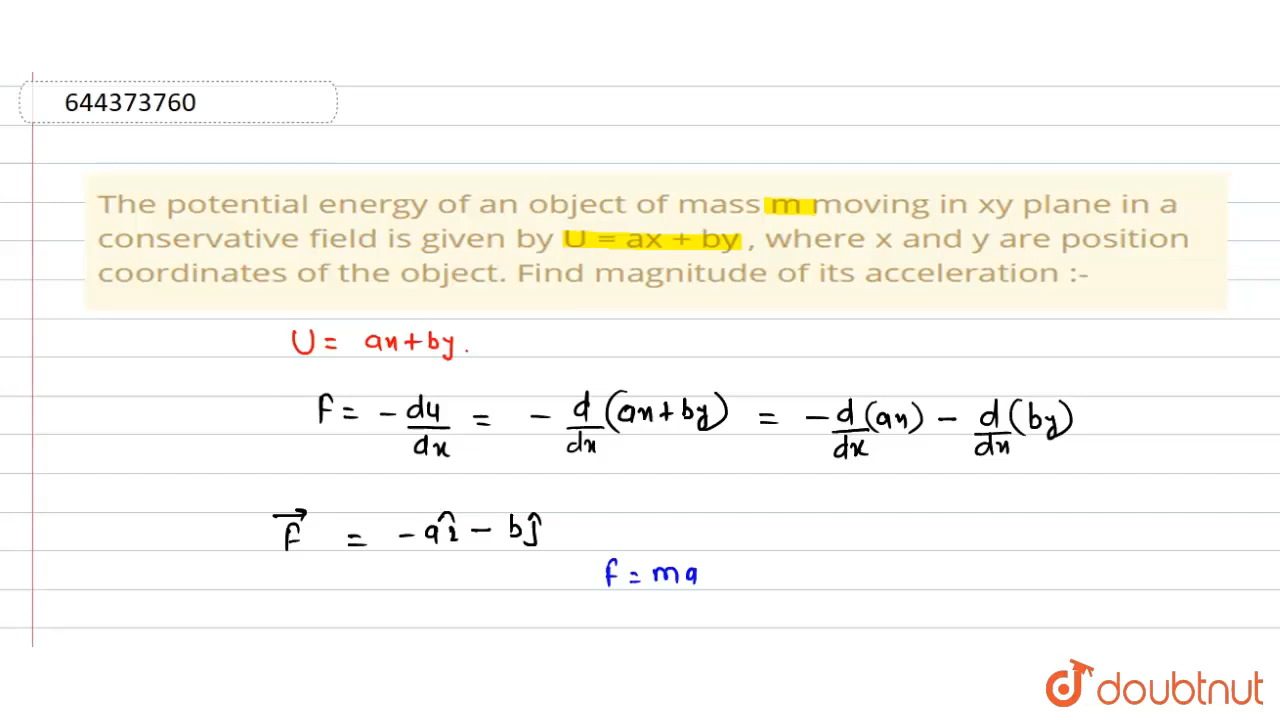 644373760
The potential energy of an object of mass m moving in xy plane in a
conservative field is given by U = ax + by , where x and y are position
coordinates of the object. Find magnitude of its acceleration :-
U = ax + by .
F = - du/dx = - d/dx (ax + by) = - d/dx (ax) - d/dx (by)
F⃗ = - aî - bĵ
f = ma
doubtnut